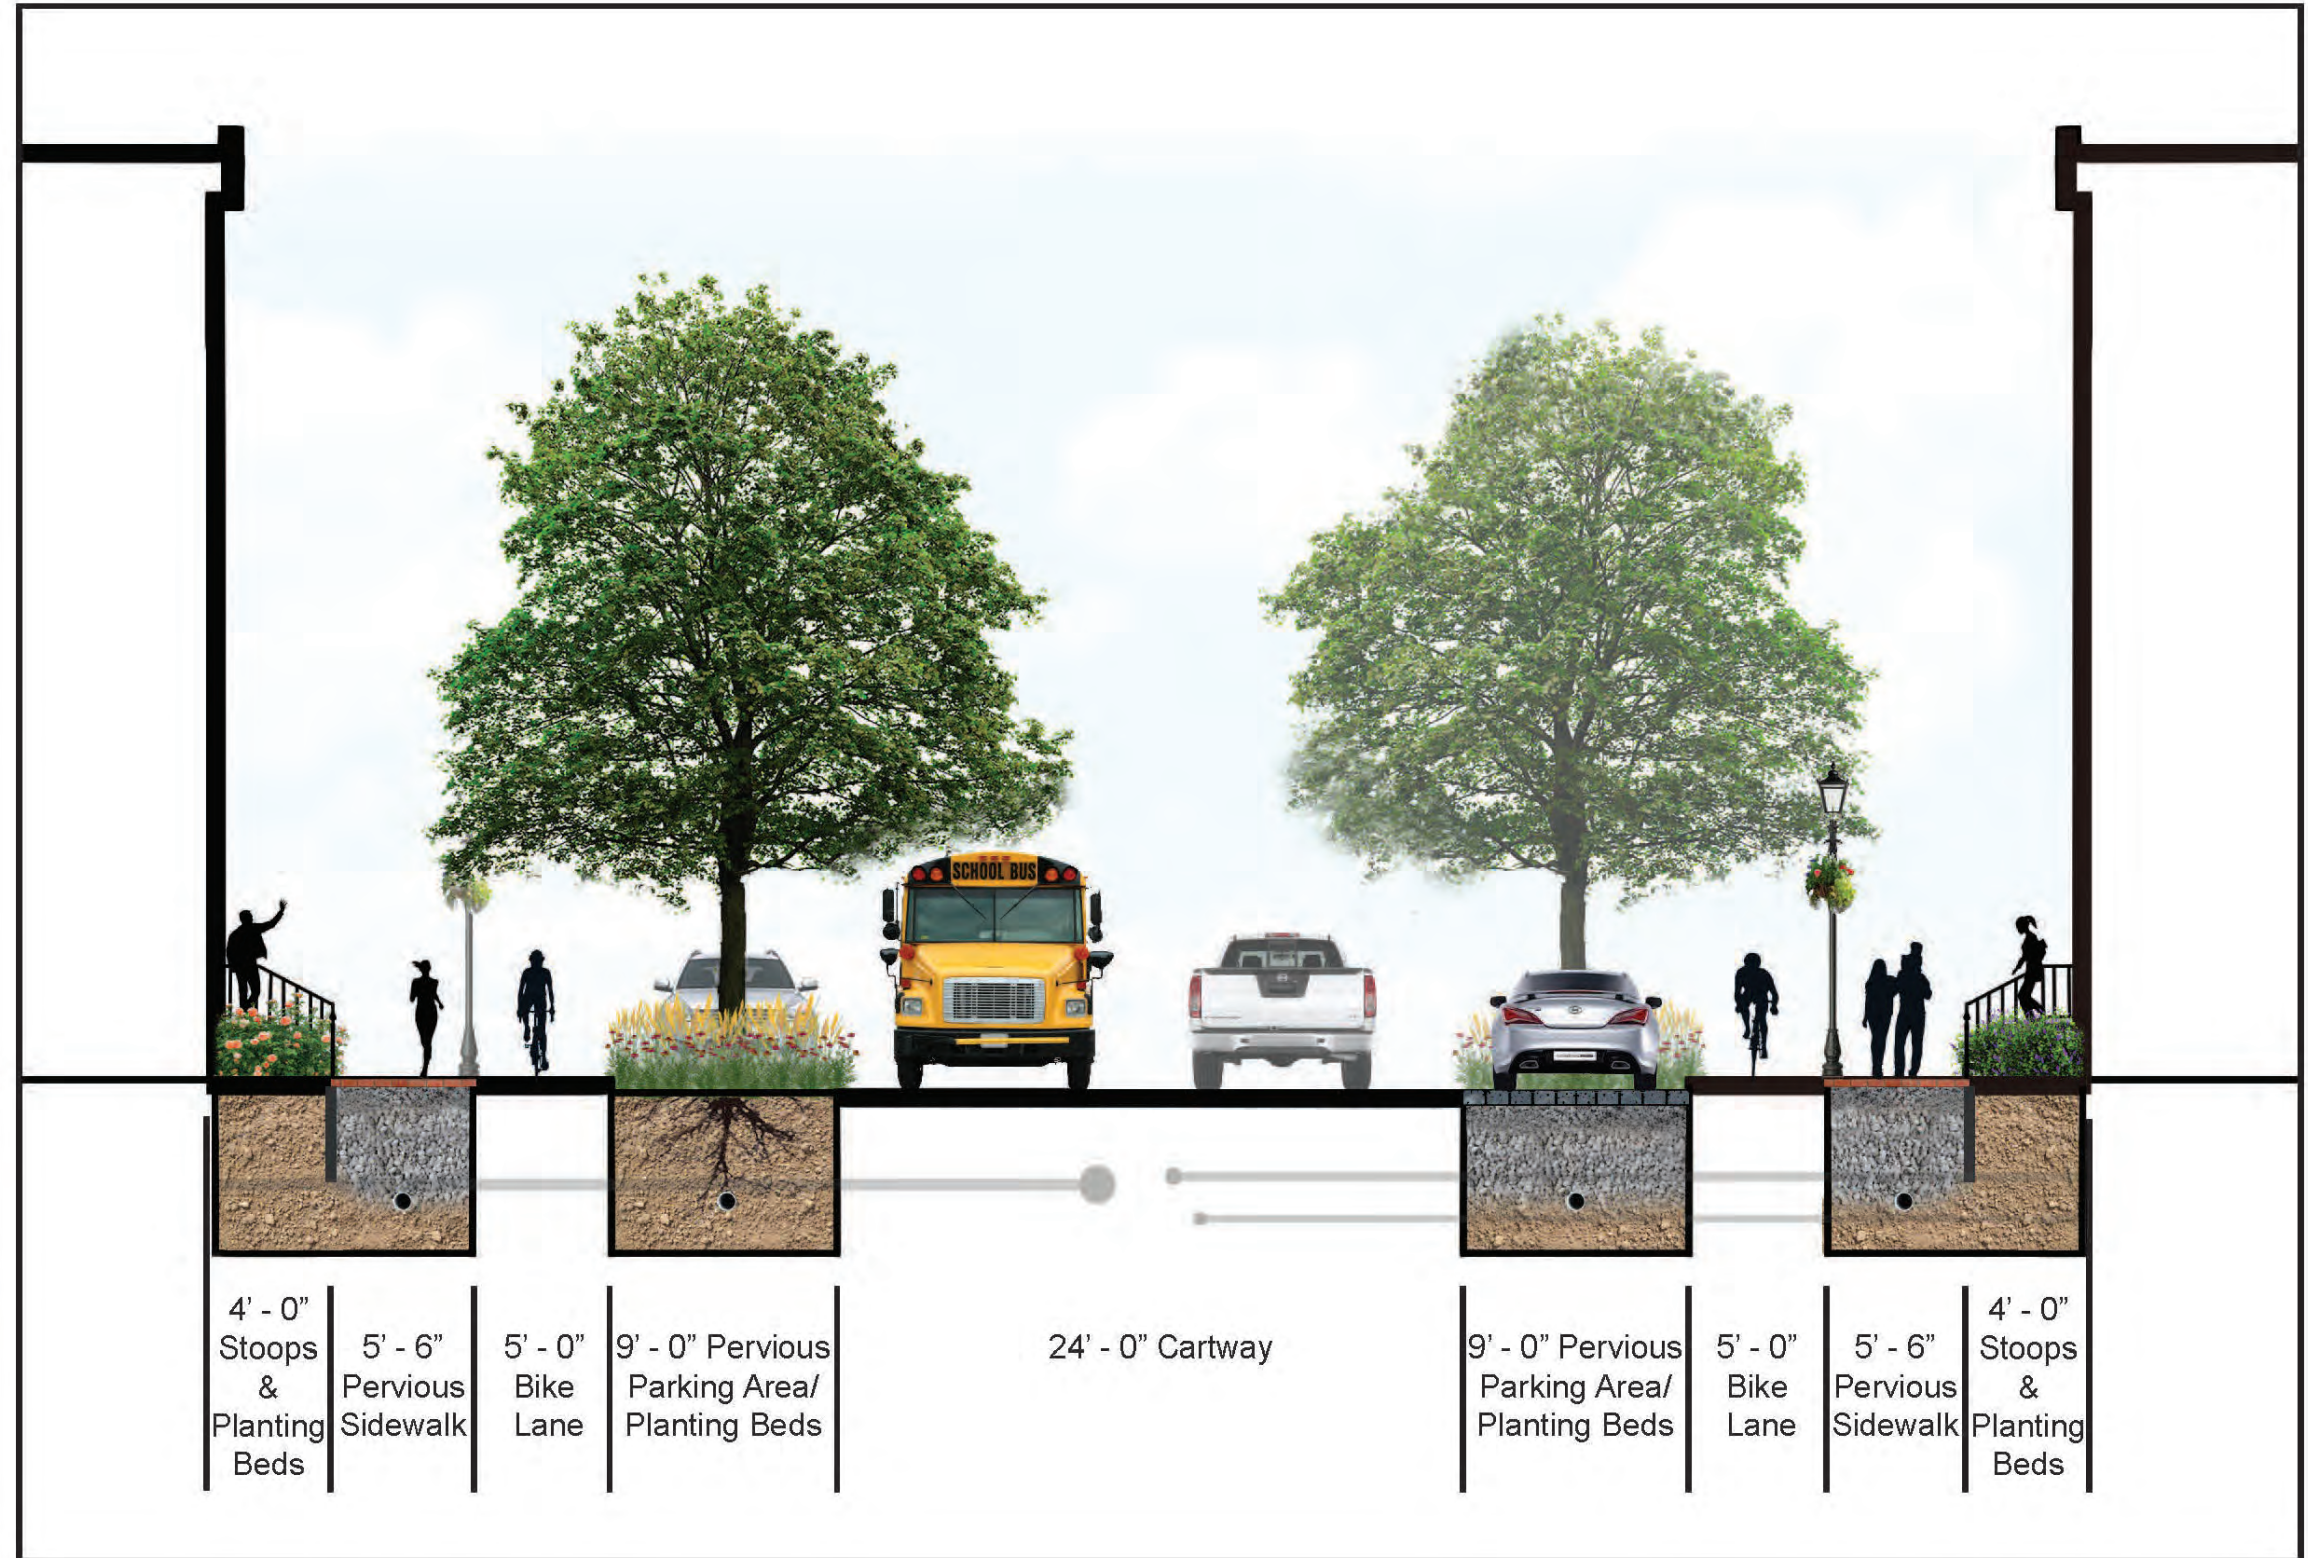 SCHOOL BUS
4’ - 0”
Stoops
&
Planting
Beds
5’ - 6”
Pervious
Sidewalk
5’ - 0”
Bike
Lane
9’ - 0” Pervious
Parking Area/
Planting Beds
24’ - 0” Cartway
9’ - 0” Pervious
Parking Area/
Planting Beds
5’ - 0”
Bike
Lane
5’ - 6”
Pervious
Sidewalk
4’ - 0”
Stoops
&
Planting
Beds